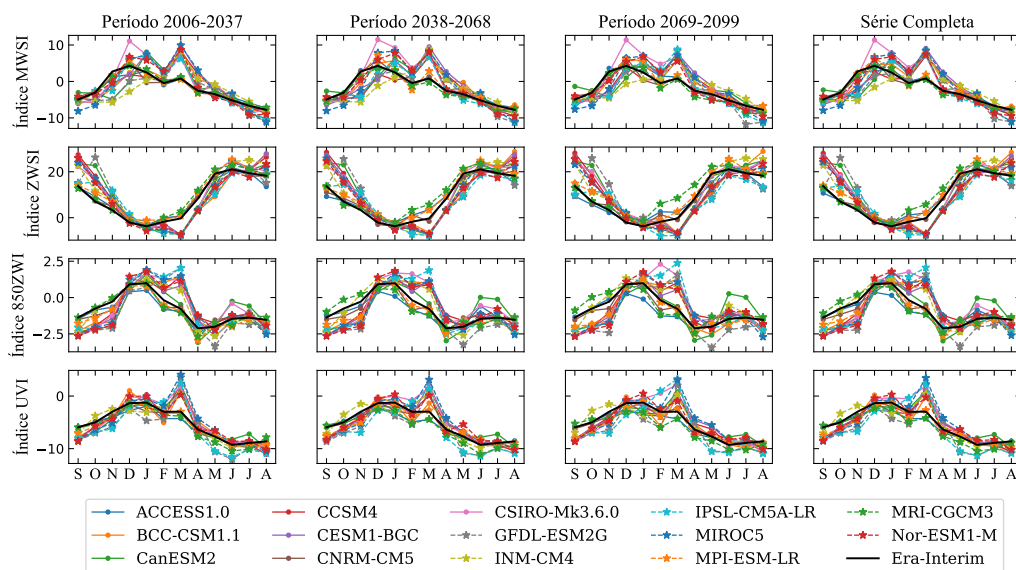 Período 2006-2037 Período 2038-2068 Período 2069-2099 Série Completa
Índice MWSI
10
0
−10
Índice ZWSI
20
0
Índice 850ZWI
2.5
0.0
−2.5
Índice UVI
0
−10
S O N D J F M A M J J A S O N D J F M A M J J A S O N D J F M A M J J A S O N D J F M A M J J A
ACCESS1.0 CCSM4 CSIRO-Mk3.6.0 IPSL-CM5A-LR MRI-CGCM3
BCC-CSM1.1 CESM1-BGC GFDL-ESM2G MIROC5 Nor-ESM1-M
CanESM2 CNRM-CM5 INM-CM4 MPI-ESM-LR Era-Interim